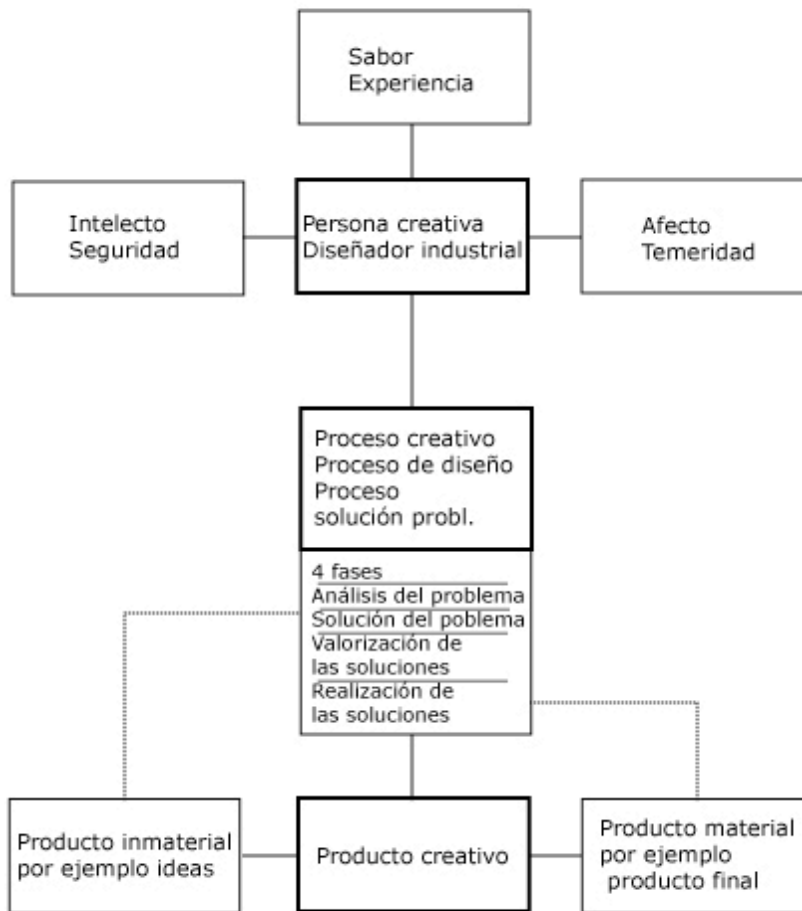 Sabor
Experiencia
Intelecto
Seguridad
Persona creativa
Diseñador industrial
Afecto
Temeridad
Proceso creativo
Proceso de diseño
Proceso
solución probl.
4 fases
Análisis del problema
Solución del poblema
Valorización de
las soluciones
Realización de
las soluciones
Producto inmaterial
por ejemplo ideas
Producto creativo
Producto material
por ejemplo
producto final